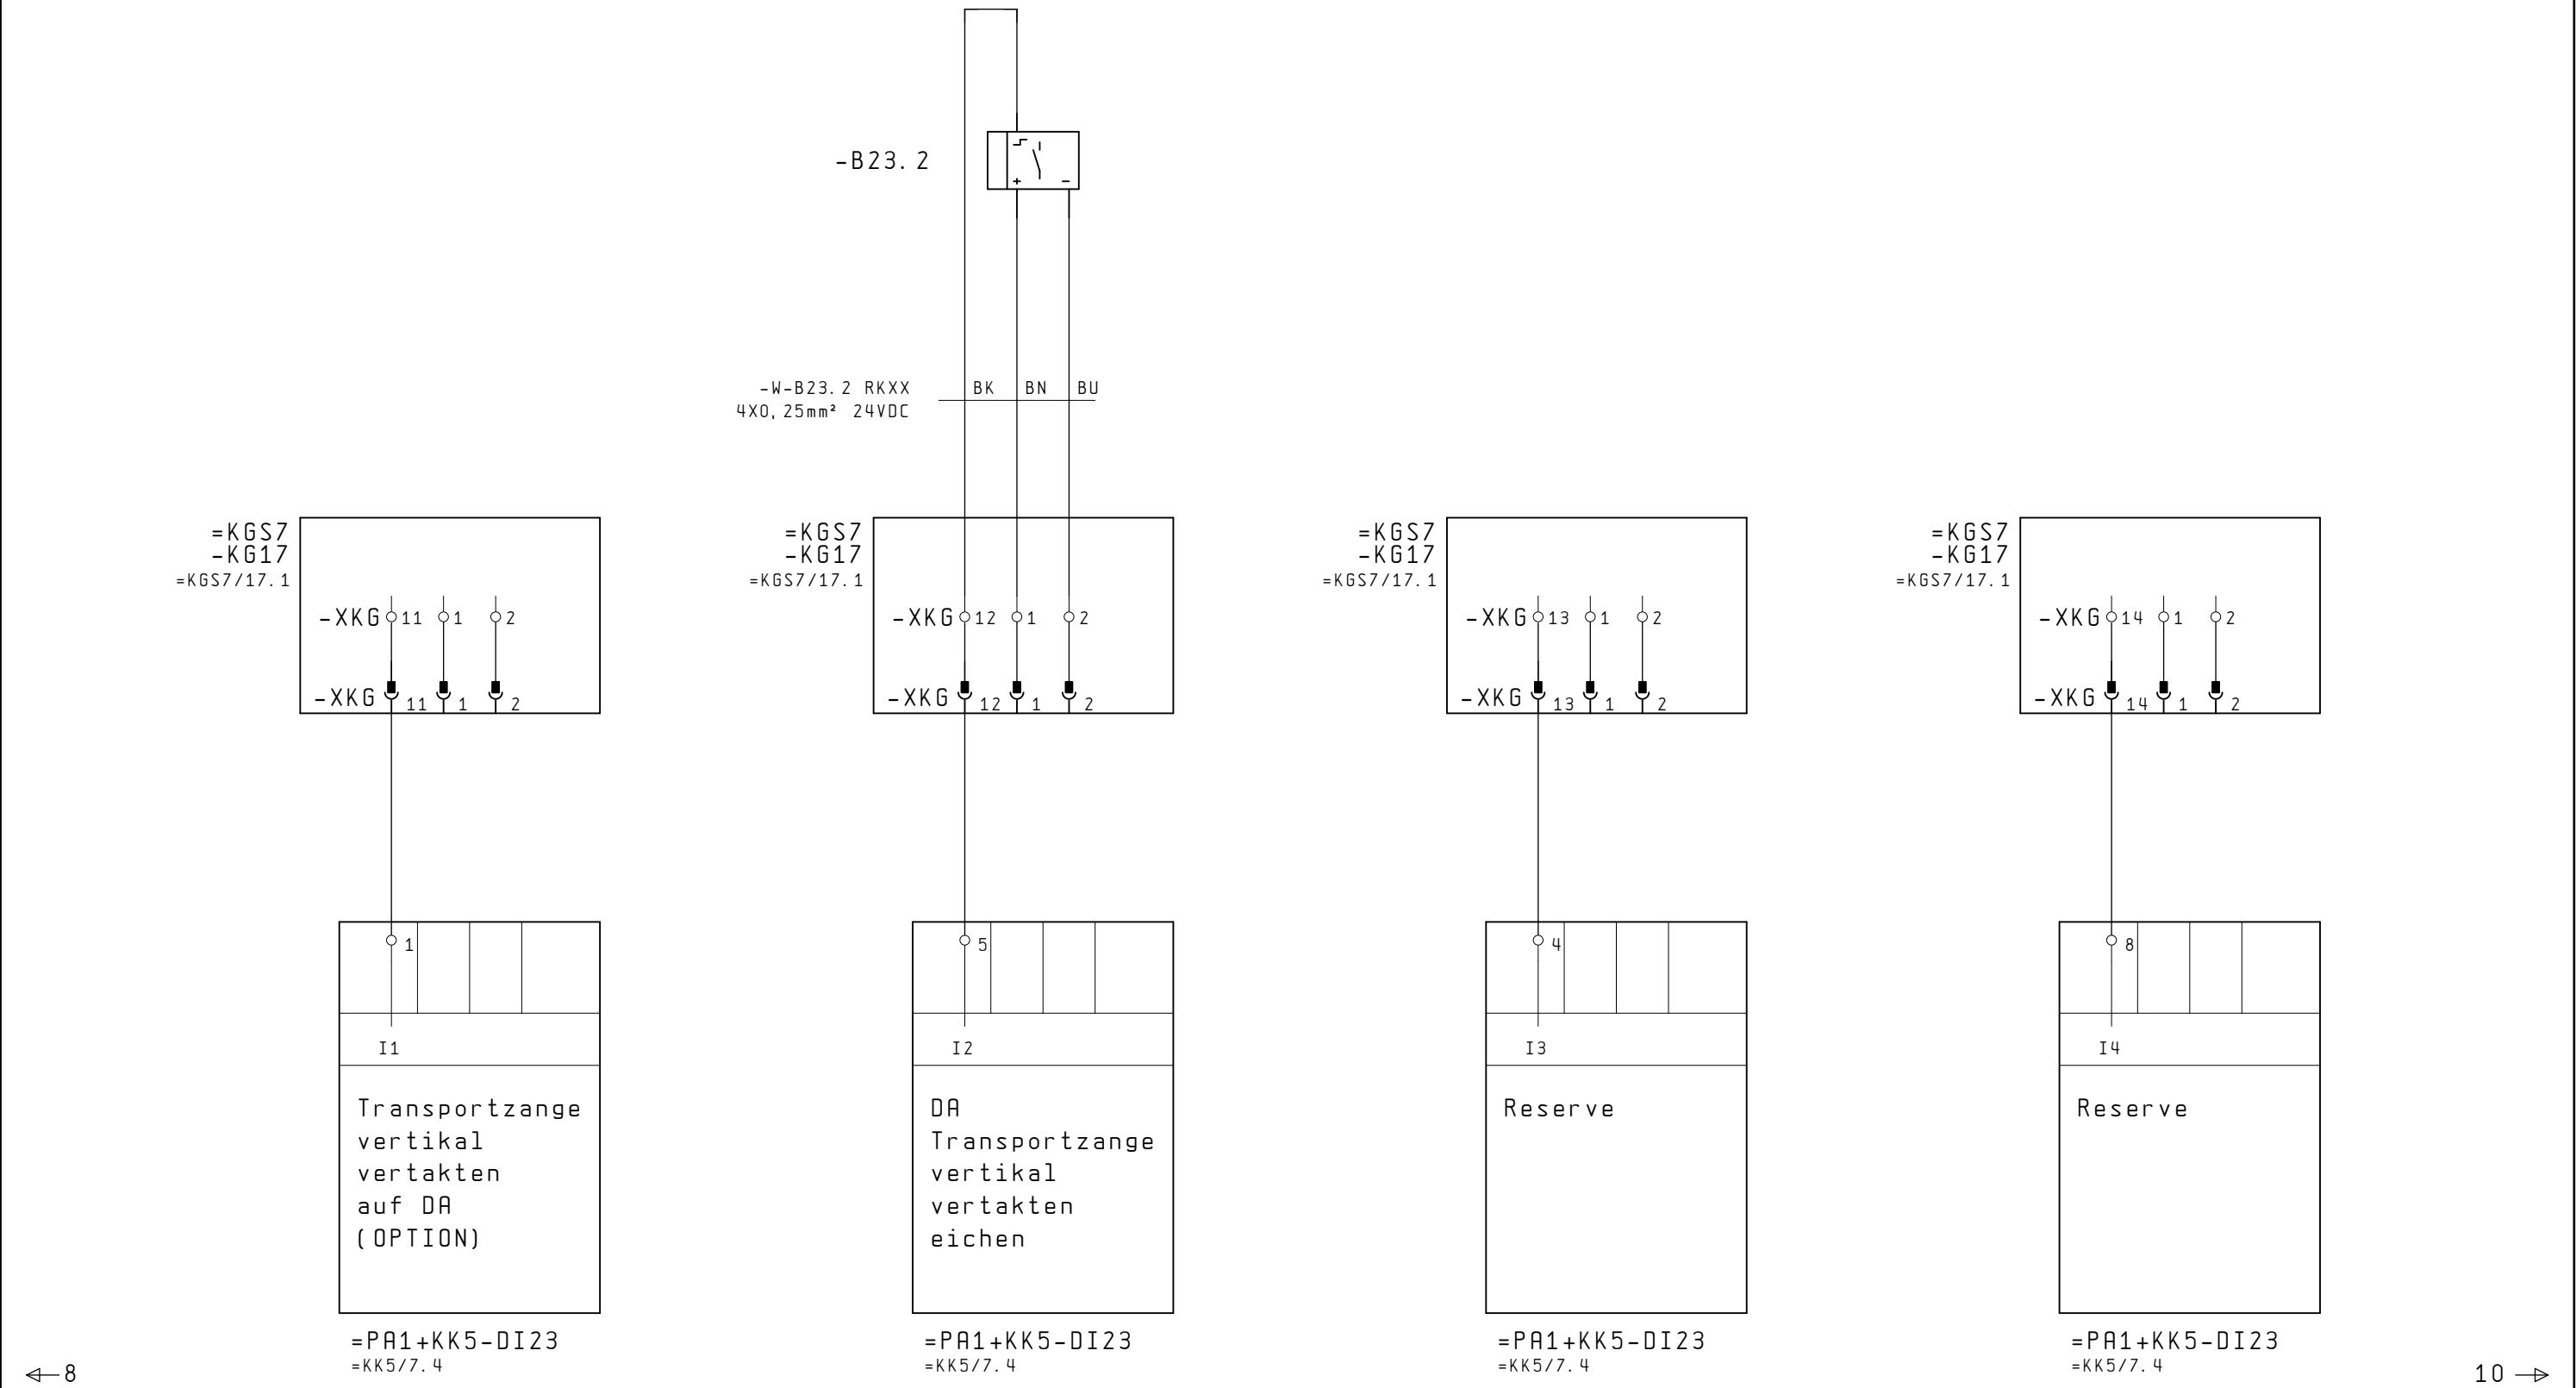 -B23.2
+ -
-W-B23.2 RKXX BK BN BU
4X0,25mm² 24VDC
=KGS7 =KGS7 =KGS7 =KGS7
-KG17 -KG17 -KG17 -KG17
=KGS7/17.1 =KGS7/17.1 =KGS7/17.1 =KGS7/17.1
-XKG 11 1 2 -XKG 12 1 2 -XKG 13 1 2 -XKG 14 1 2
-XKG 11 1 2 -XKG 12 1 2 -XKG 13 1 2 -XKG 14 1 2
1 5 4 8
I1 I2 I3 I4
Transportzange
vertikal
vertakten
auf DA
(OPTION)
DA
Transportzange
vertikal
vertakten
eichen
Reserve
Reserve
=PA1+KK5-DI23 =PA1+KK5-DI23 =PA1+KK5-DI23 =PA1+KK5-DI23
=KK5/7.4 =KK5/7.4 =KK5/7.4 =KK5/7.4
8 10